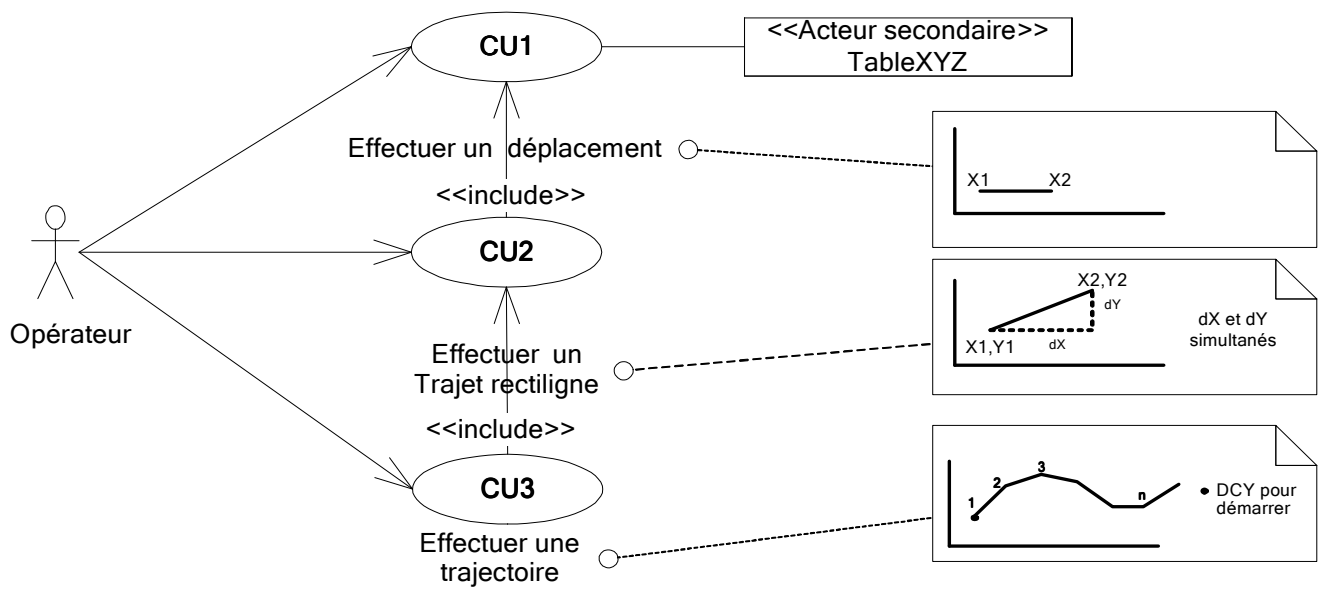 CU1
<<Acteur secondaire>>
TableXYZ
Effectuer un déplacement
X1 X2
<<include>>
CU2
Opérateur
X2,Y2
dY
dX et dY
simultanés
X1,Y1
dX
Effectuer un
Trajet rectiligne
<<include>>
CU3
1
2
3
n
DCY pour
démarrer
Effectuer une
trajectoire